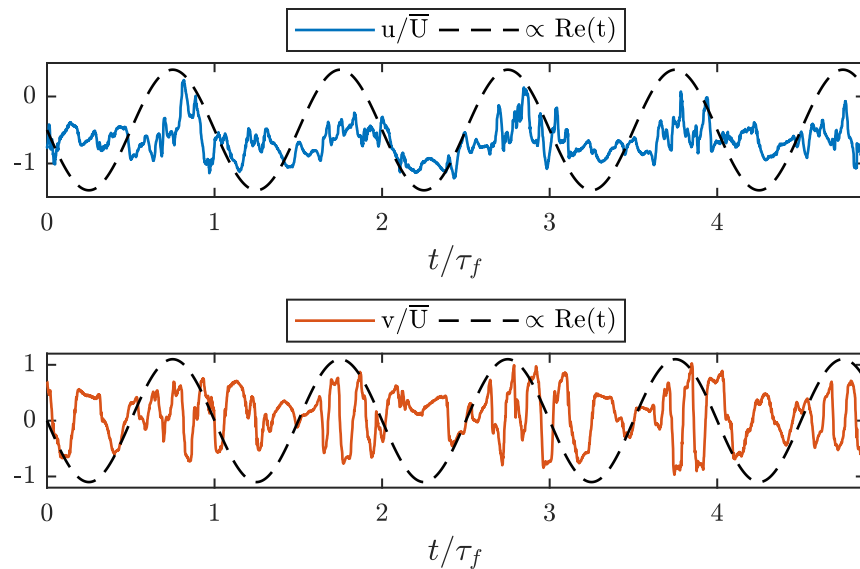 u/U̅ ∝ Re(t)
0
-1
0 1 2 3 4
t/τ_f
v/U̅ ∝ Re(t)
1
0
-1
0 1 2 3 4
t/τ_f